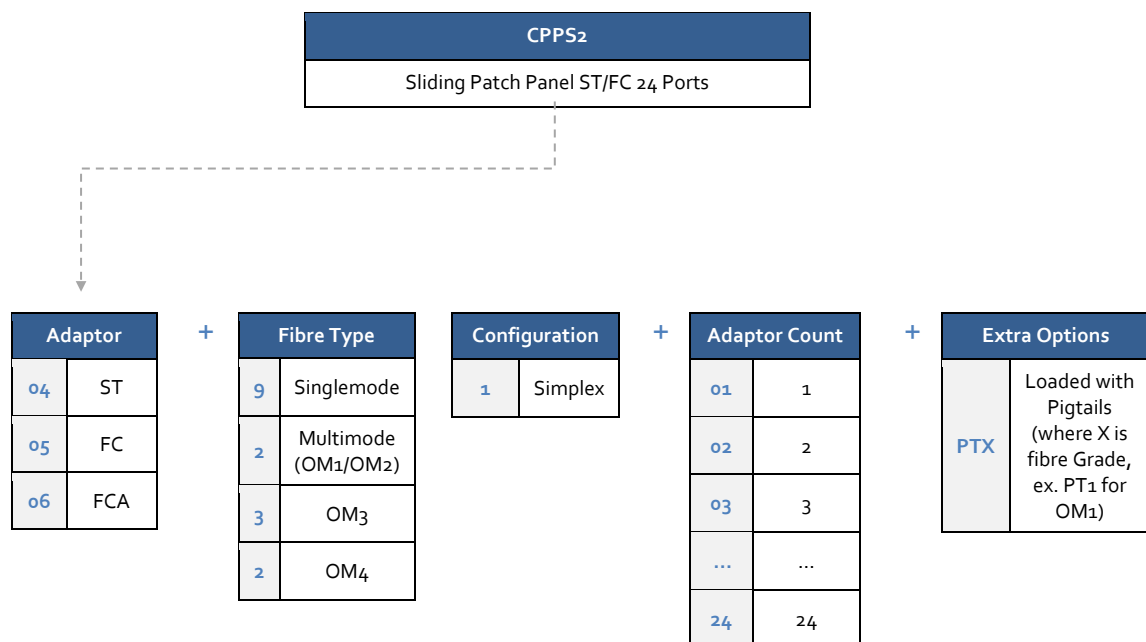 CPPS2
Sliding Patch Panel ST/FC 24 Ports
Adaptor
04 ST
05 FC
06 FCA
+
Fibre Type
9 Singlemode
2 Multimode
(OM1/OM2)
3 OM3
2 OM4
Configuration
1 Simplex
+
Adaptor Count
01 1
02 2
03 3
... ...
24 24
+
Extra Options
PTX
Loaded with
Pigtails
(where X is
fibre Grade,
ex. PT1 for
OM1)